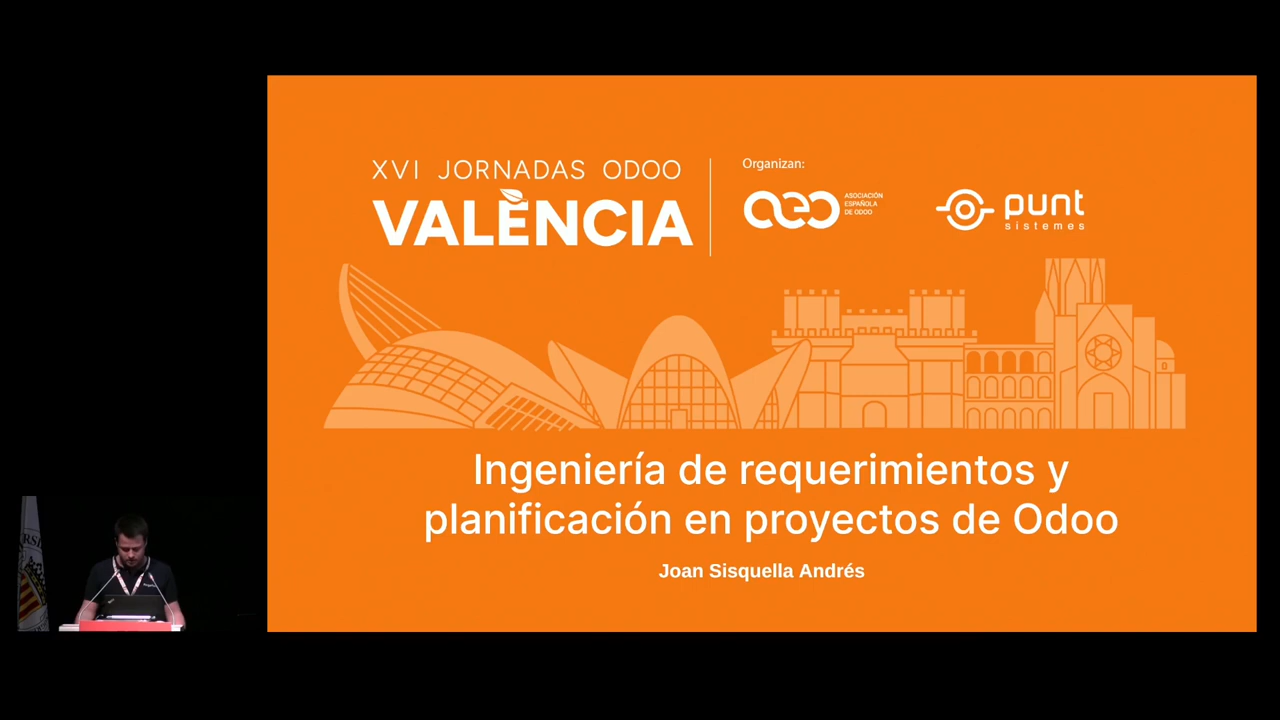 XVI JORNADAS ODOO
VALÈNCIA
Organizan:
aeo
ASOCIACIÓN
ESPAÑOLA
DE ODOO
punt
sistemes
Ingeniería de requerimientos y
planificación en proyectos de Odoo
Joan Sisquella Andrés